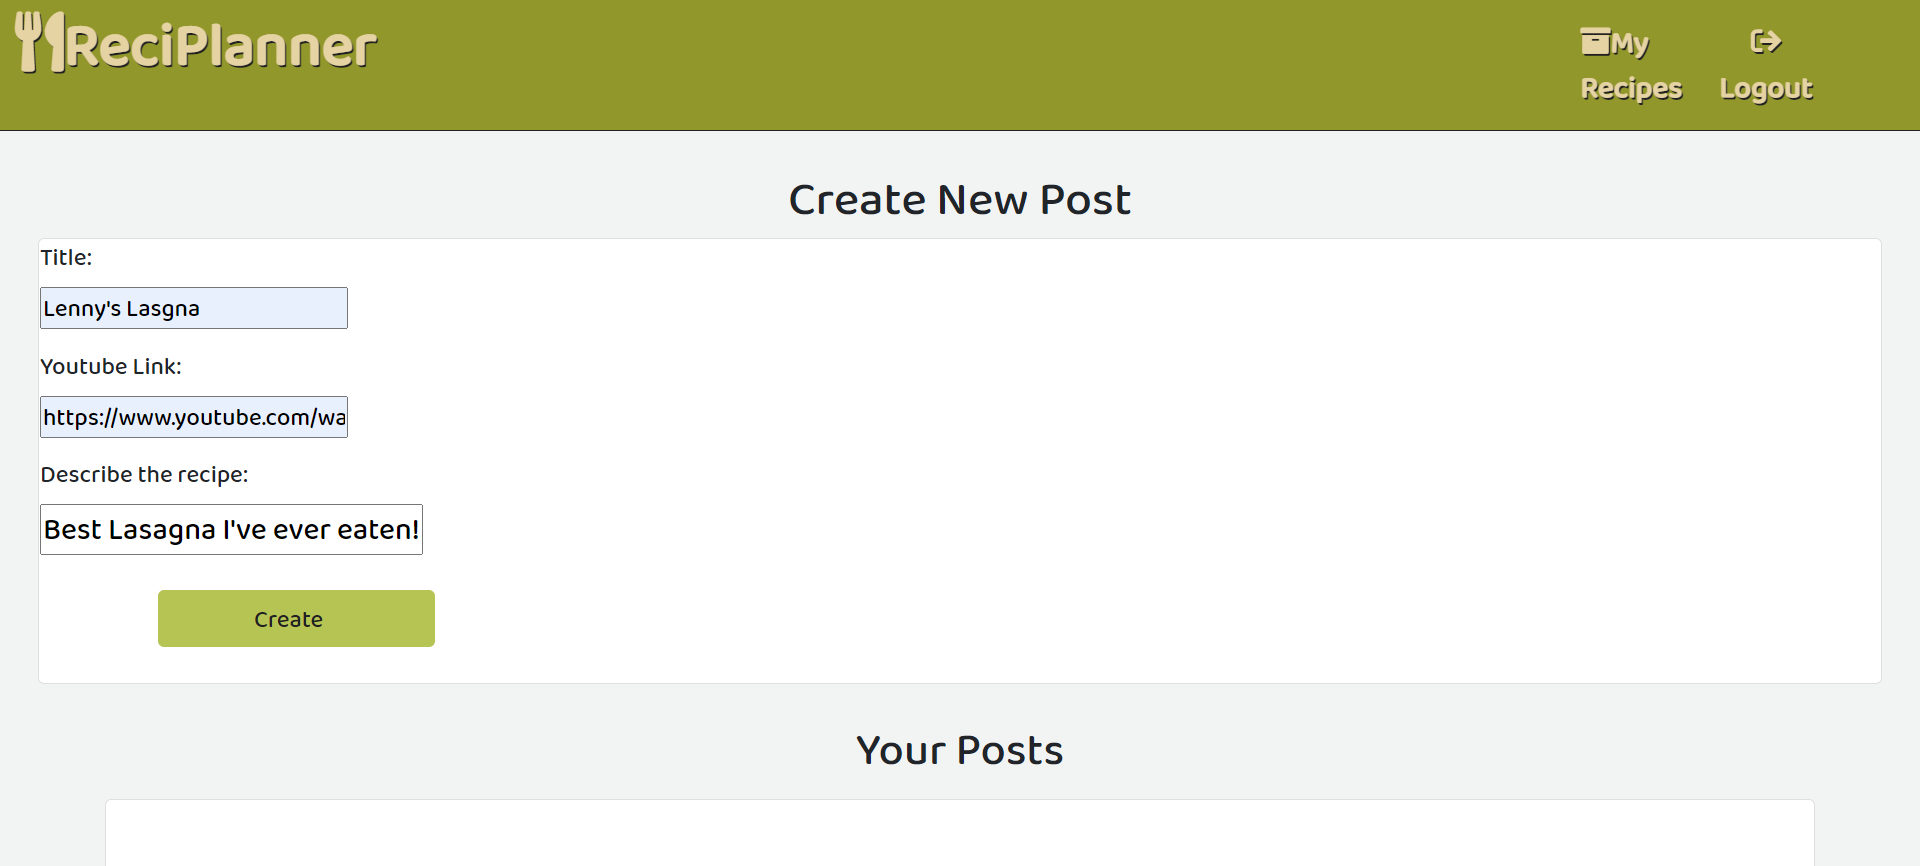 ReciPlanner
My
Recipes
Logout
Create New Post
Title:
Lenny's Lasgna
Youtube Link:
https://www.youtube.com/wa
Describe the recipe:
Best Lasagna I've ever eaten!
Create
Your Posts